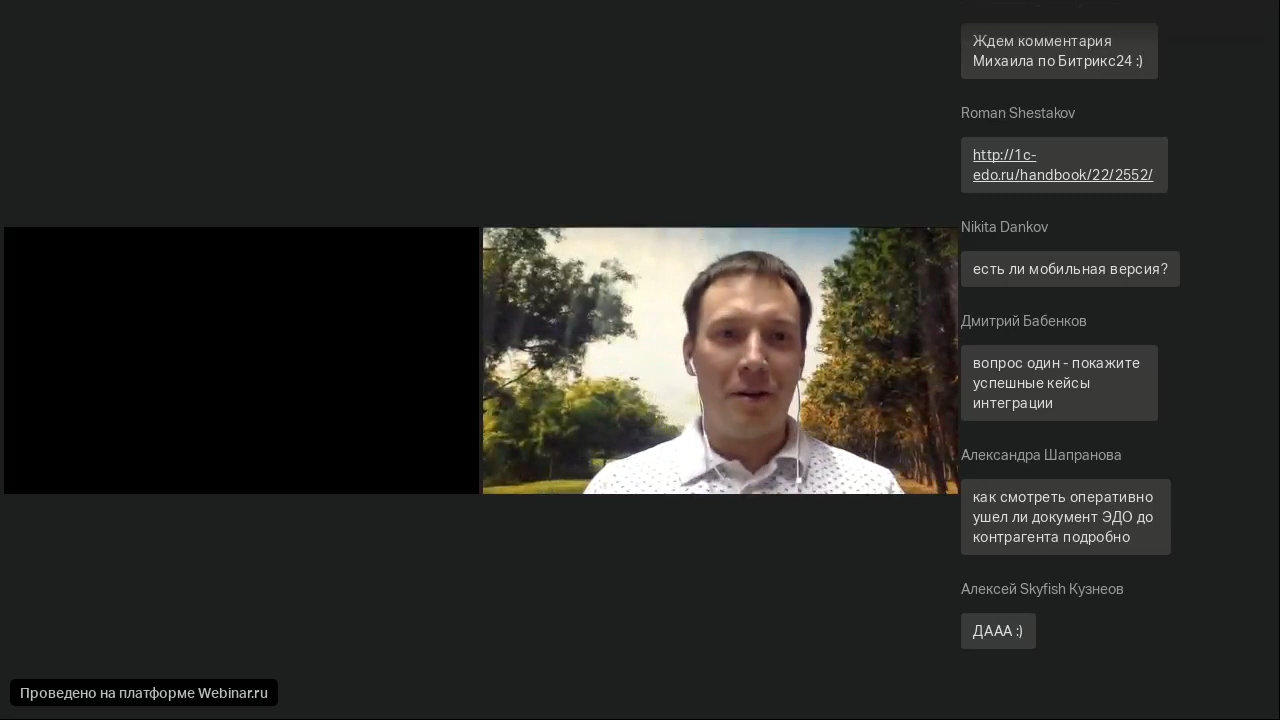 Ждем комментария
Михаила по Битрикс24 :)
Roman Shestakov
http://1c-
edo.ru/handbook/22/2552/
Nikita Dankov
есть ли мобильная версия?
Дмитрий Бабенков
вопрос один - покажите
успешные кейсы
интеграции
Александра Шапранова
как смотреть оперативно
ушел ли документ ЭДО до
контрагента подробно
Алексей Skyfish Кузнеов
ДААА :)
Проведено на платформе Webinar.ru